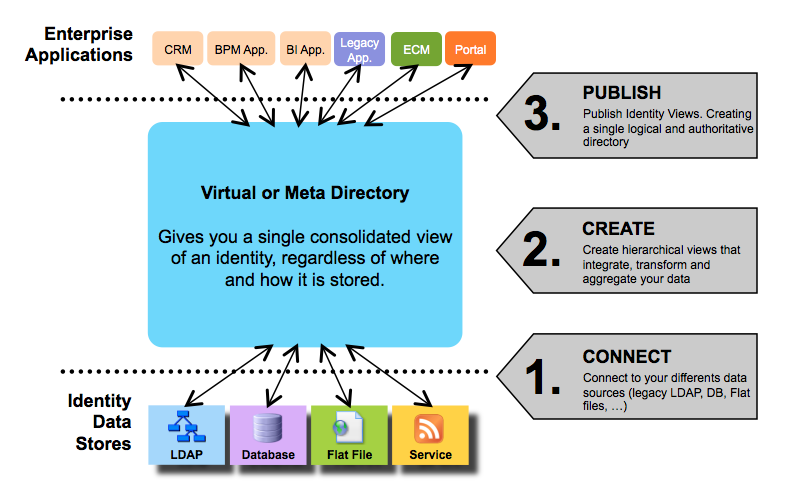 Enterprise
Applications
CRM
BPM App.
BI App.
Legacy
App.
ECM
Portal
3.
PUBLISH
Publish Identity Views. Creating
a single logical and authoritative
directory
Virtual or Meta Directory
Gives you a single consolidated view
of an identity, regardless of where
and how it is stored.
2.
CREATE
Create hierarchical views that
integrate, transform and
aggregate your data
1.
CONNECT
Connect to your differents data
sources (legacy LDAP, DB, Flat
files, ...)
Identity
Data
Stores
LDAP
Database
Flat File
Service